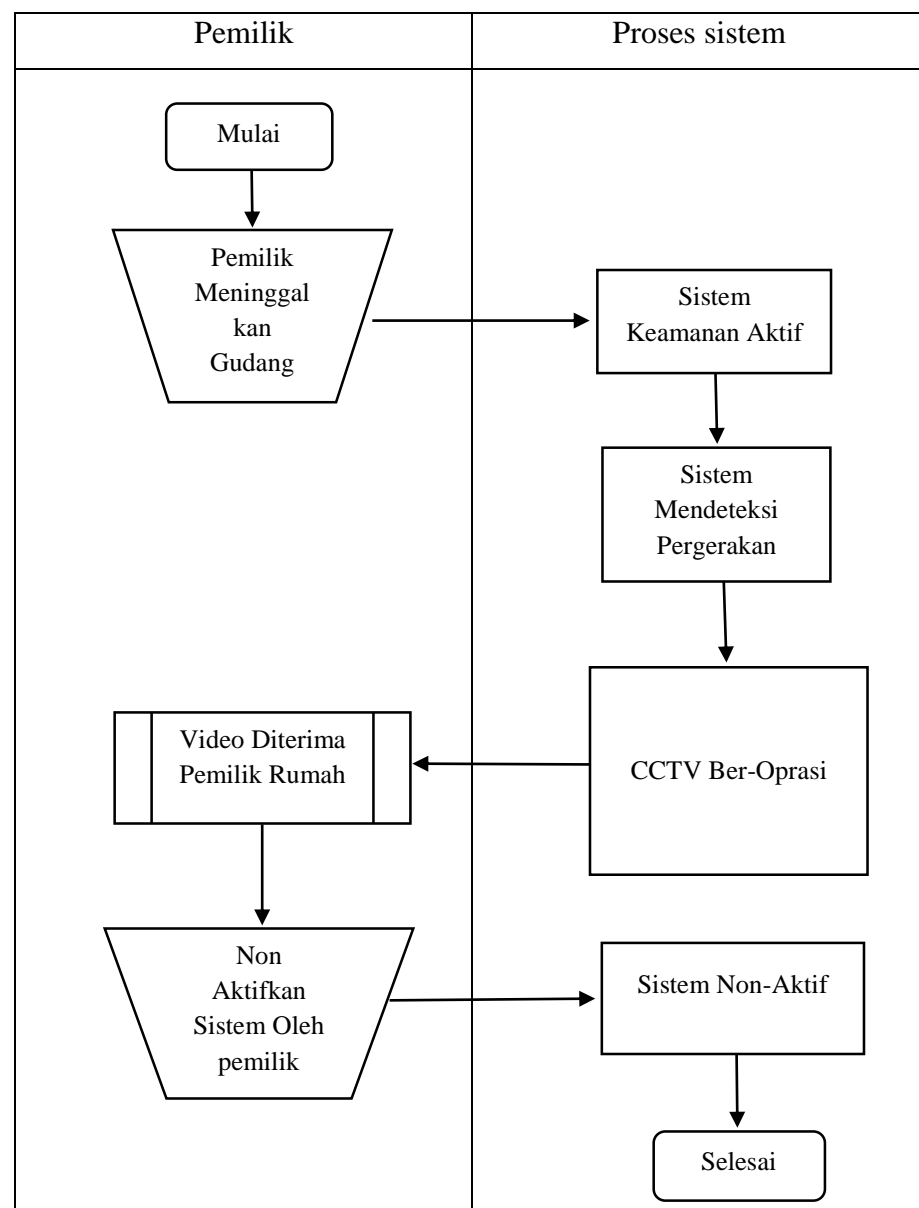 Pemilik
Proses sistem
Mulai
Pemilik
Meninggal
kan
Gudang
Sistem
Keamanan Aktif
Sistem
Mendeteksi
Pergerakan
CCTV Ber-Oprasi
Video Diterima
Pemilik Rumah
Non
Aktifkan
Sistem Oleh
pemilik
Sistem Non-Aktif
Selesai